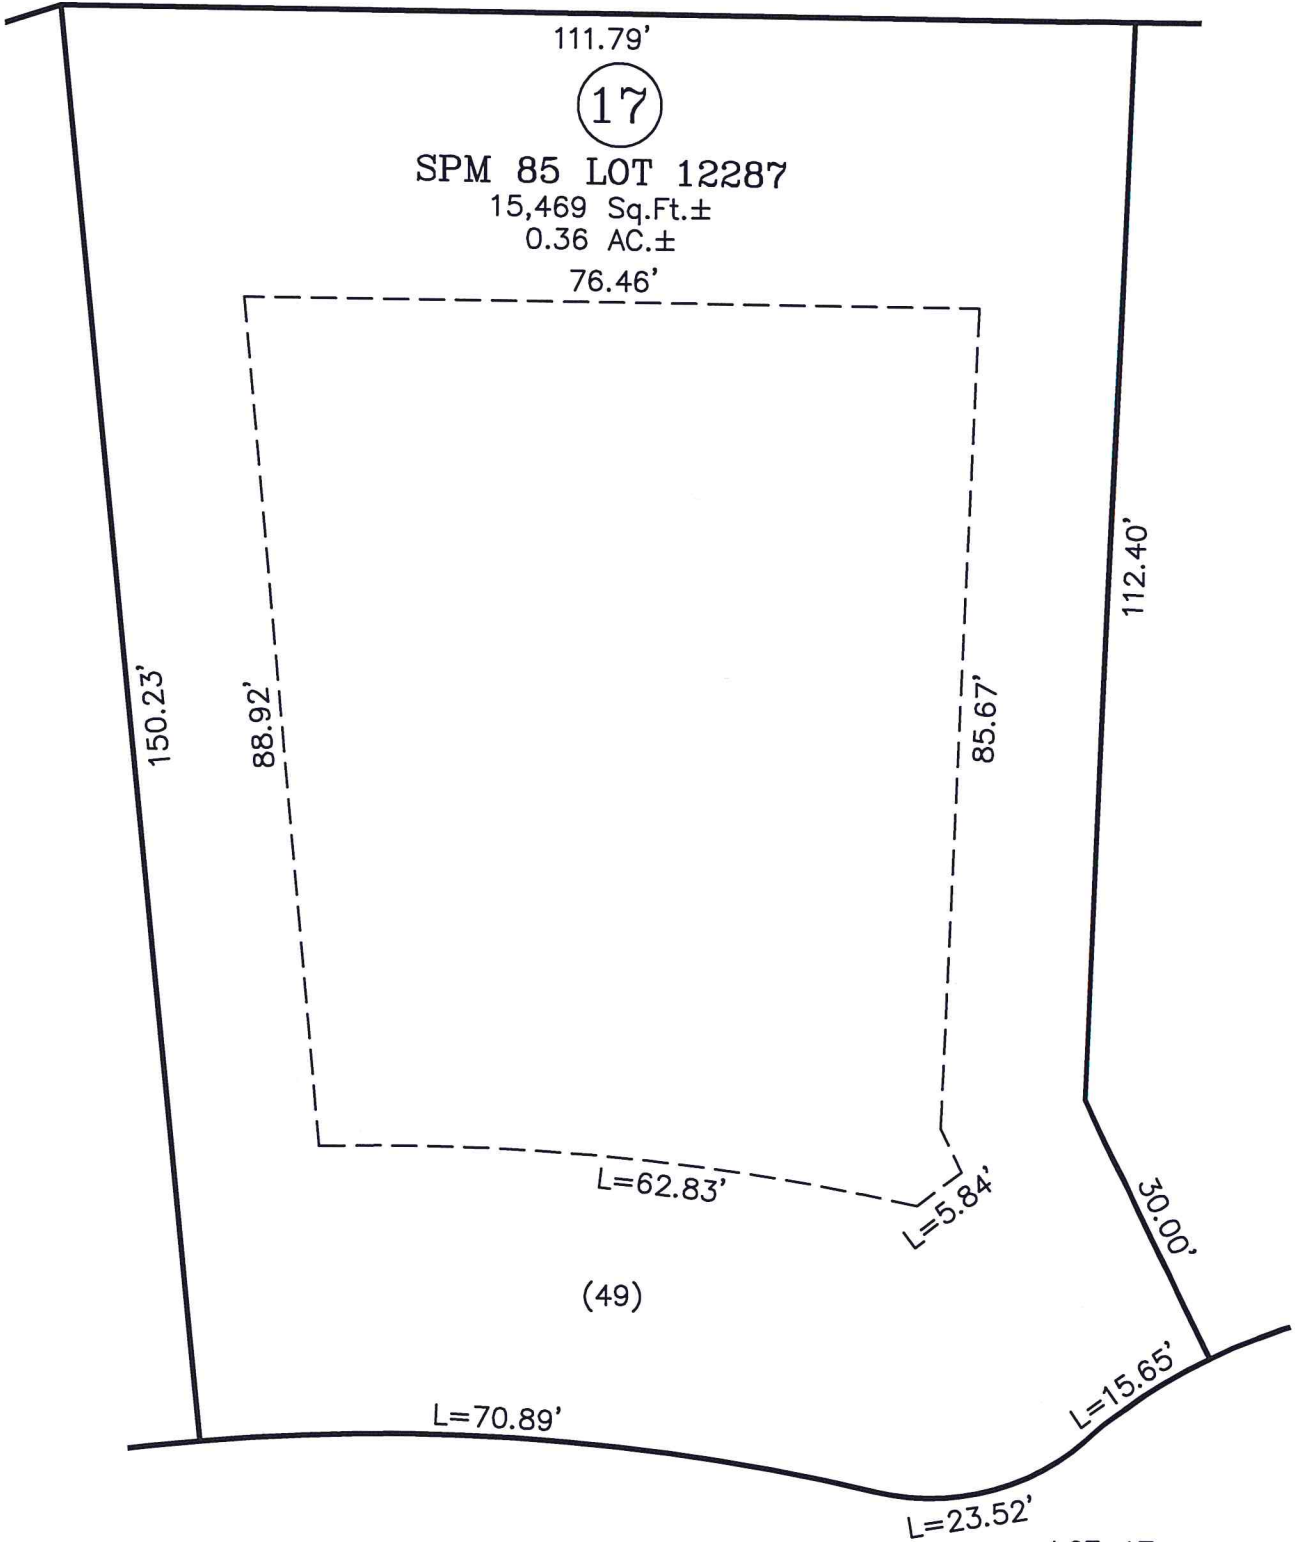 111.79'
17
SPM 85 LOT 12287
15,469 Sq.Ft.±
0.36 AC.±
76.46'
112.40'
150.23'
88.92'
85.67'
L=62.83'
L=5.84'
30.00'
(49)
L=15.65'
L=70.89'
L=23.52'